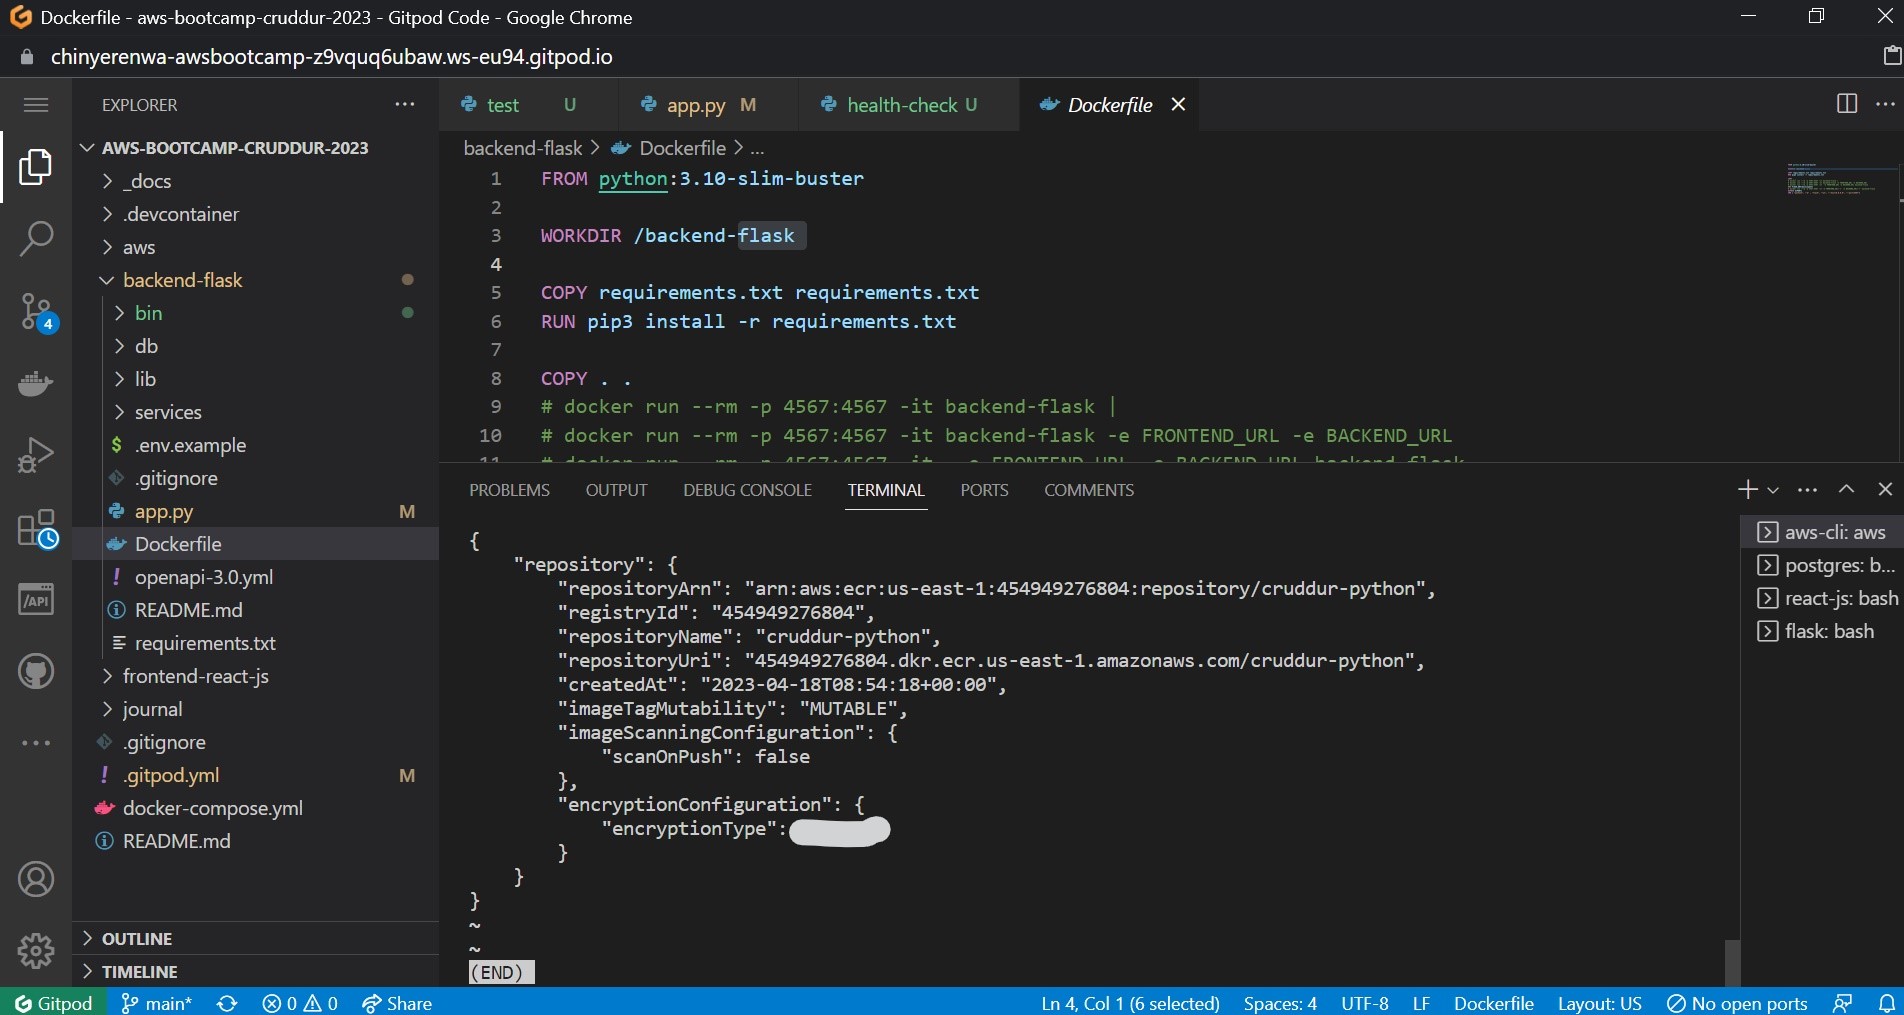 Dockerfile - aws-bootcamp-cruddur-2023 - Gitpod Code - Google Chrome
chinyerenwa-awsbootcamp-z9vquq6ubaw.ws-eu94.gitpod.io
EXPLORER
AWS-BOOTCAMP-CRUDDUR-2023
_docs
.devcontainer
aws
backend-flask
bin
db
lib
services
.env.example
.gitignore
app.py M
Dockerfile
openapi-3.0.yml
README.md
requirements.txt
frontend-react-js
journal
.gitignore
.gitpod.yml M
docker-compose.yml
README.md
OUTLINE
TIMELINE
4
/API
test U
app.py M
health-check U
Dockerfile
backend-flask > Dockerfile > ...
1 FROM python:3.10-slim-buster
2
3 WORKDIR /backend-flask
4
5 COPY requirements.txt requirements.txt
6 RUN pip3 install -r requirements.txt
7
8 COPY . .
9 # docker run --rm -p 4567:4567 -it backend-flask |
10 # docker run --rm -p 4567:4567 -it backend-flask -e FRONTEND_URL -e BACKEND_URL
PROBLEMS OUTPUT DEBUG CONSOLE TERMINAL PORTS COMMENTS
{
"repository": {
"repositoryArn": "arn:aws:ecr:us-east-1:454949276804:repository/cruddur-python",
"registryId": "454949276804",
"repositoryName": "cruddur-python",
"repositoryUri": "454949276804.dkr.ecr.us-east-1.amazonaws.com/cruddur-python",
"createdAt": "2023-04-18T08:54:18+00:00",
"imageTagMutability": "MUTABLE",
"imageScanningConfiguration": {
"scanOnPush": false
},
"encryptionConfiguration": {
"encryptionType":
}
}
}
~
~
(END)
aws-cli: aws
postgres: b...
react-js: bash
flask: bash
Gitpod main* 0 0 Share Ln 4, Col 1 (6 selected) Spaces: 4 UTF-8 LF Dockerfile Layout: US No open ports